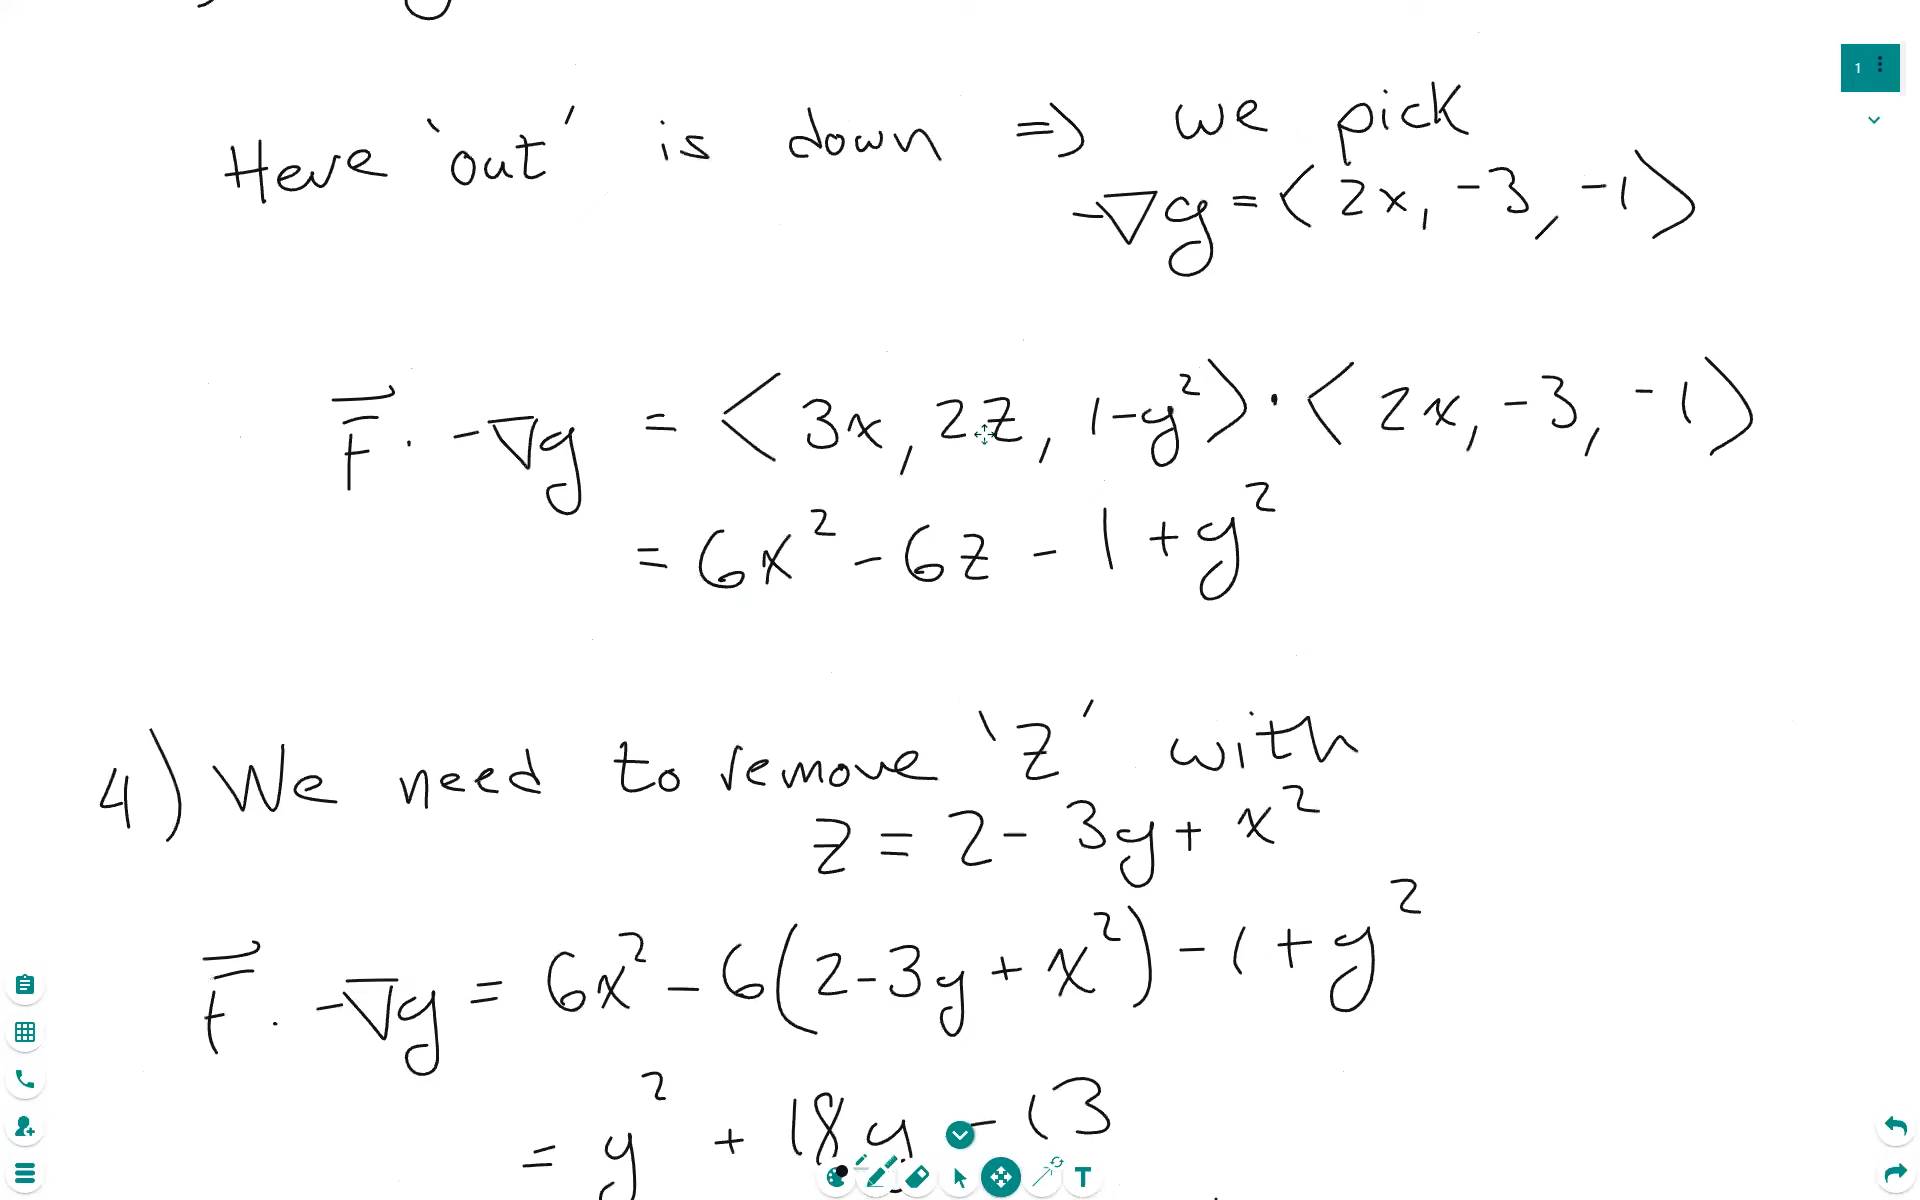 1
Here 'out' is down => we pick
-∇g = ⟨2x, -3, -1⟩
F⃗ · -∇g = ⟨3x, 2z, 1-y²⟩ · ⟨2x, -3, -1⟩
= 6x² - 6z - 1 + y²
4) We need to remove 'z' with
z = 2 - 3y + x²
F⃗ · -∇g = 6x² - 6(2-3y + x²) - 1 + y²
= y² + 18y - 13
T